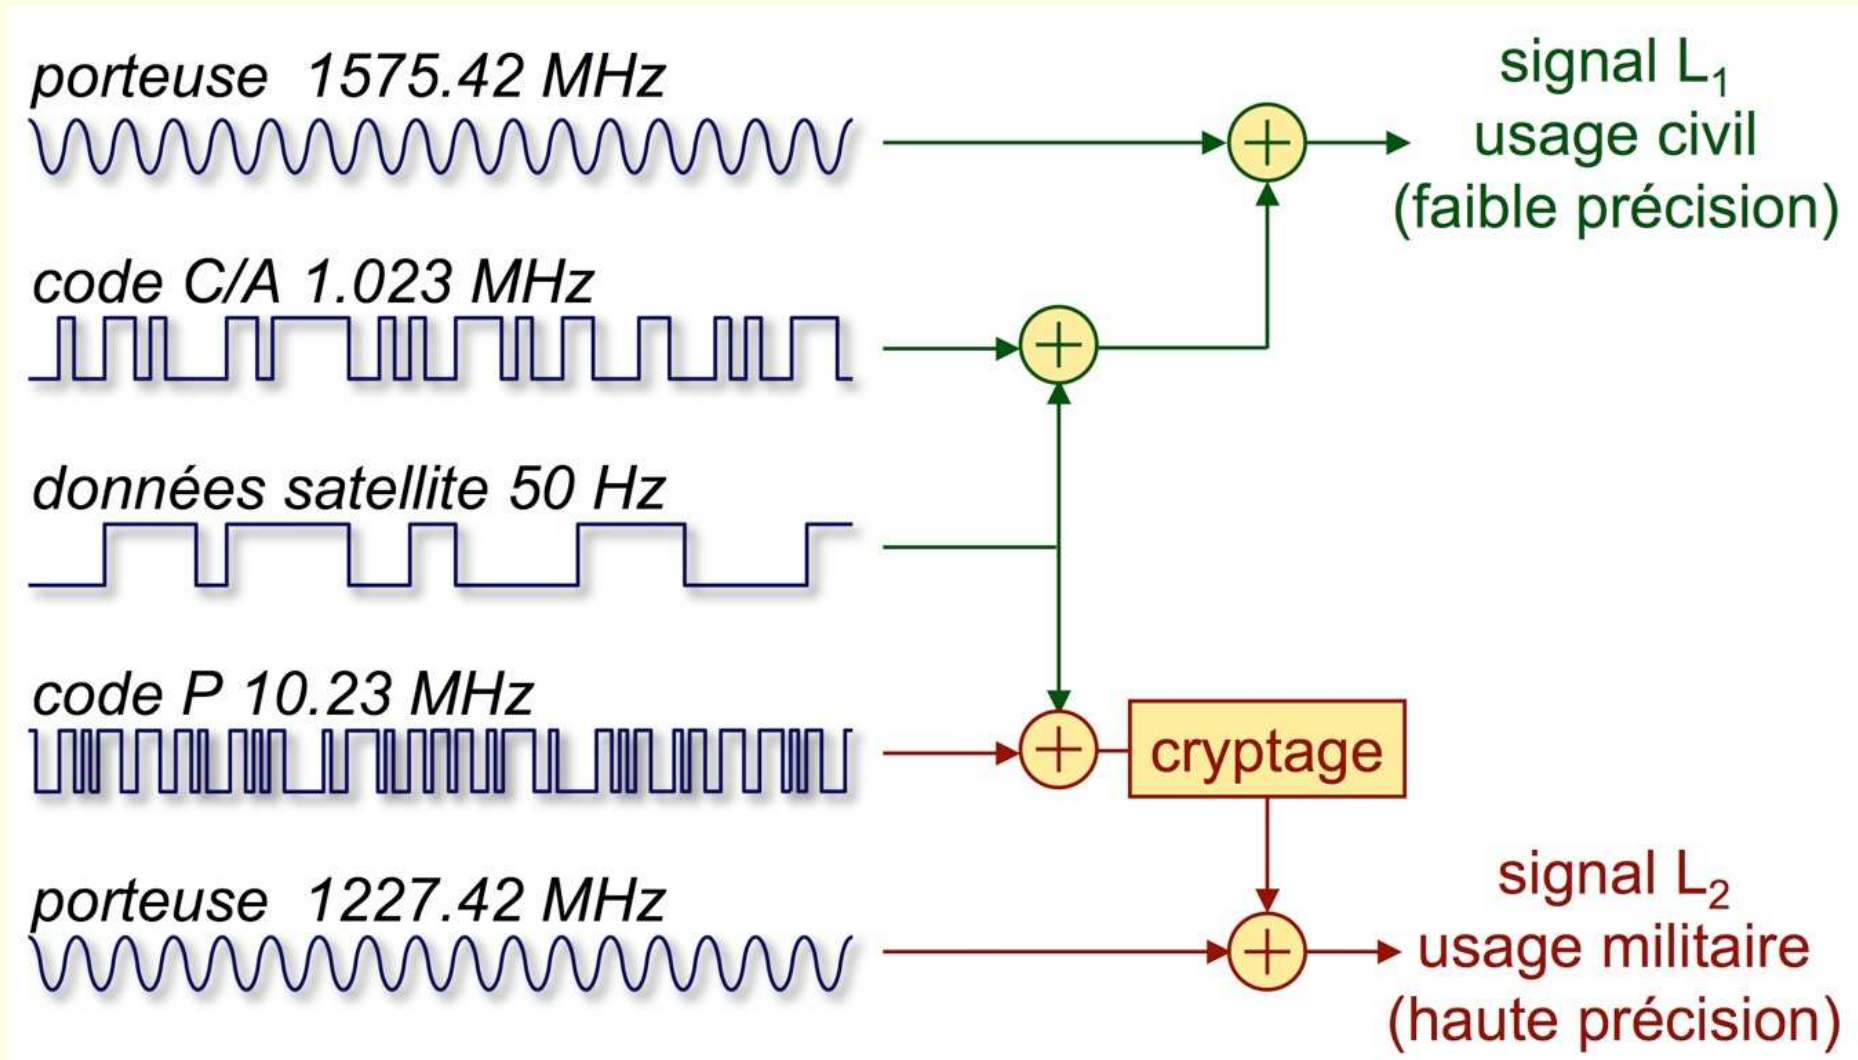 porteuse 1575.42 MHz
signal L₁
usage civil
(faible précision)
code C/A 1.023 MHz
données satellite 50 Hz
code P 10.23 MHz
cryptage
porteuse 1227.42 MHz
signal L₂
usage militaire
(haute précision)